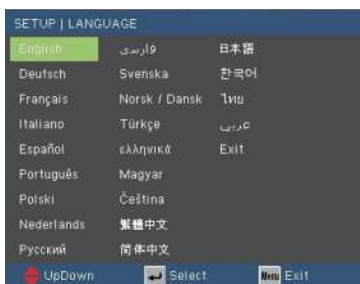 SETUP | LANGUAGE
English فارسی 日本語
Deutsch Svenska 한국어
Français Norsk / Dansk ไทย
Italiano Türkçe عربي
Español ελληνικά Exit
Português Magyar
Polski Čeština
Nederlands 繁體中文
Русский 简体中文
UpDown Select Menu Exit